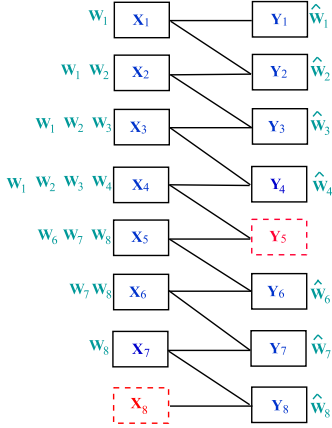 W₁ X₁ Y₁ Ŵ₁
W₁ W₂ X₂ Y₂ Ŵ₂
W₁ W₂ W₃ X₃ Y₃ Ŵ₃
W₁ W₂ W₃ W₄ X₄ Y₄ Ŵ₄
W₆ W₇ W₈ X₅ Y₅
W₇ W₈ X₆ Y₆ Ŵ₆
W₈ X₇ Y₇ Ŵ₇
X₈ Y₈ Ŵ₈